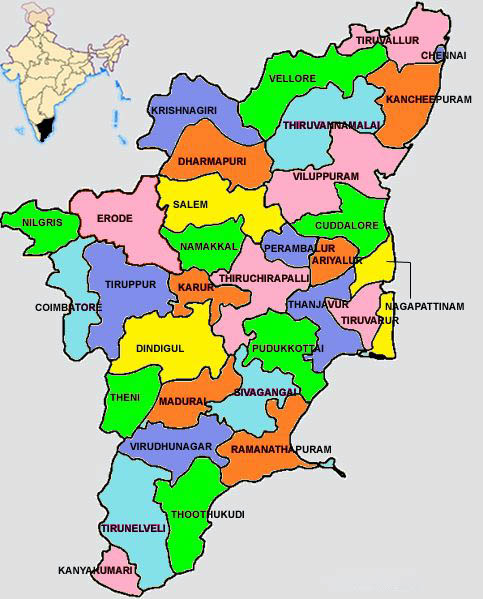 TIRUVALLUR
CHENNAI
VELLORE
KANCHEEPURAM
KRISHNAGIRI
THIRUVANNAMALAI
DHARMAPURI
VILUPPURAM
SALEM
ERODE
NILGRIS
CUDDALORE
NAMAKKAL
PERAMBALUR
ARIYALUR
TIRUPPUR
KARUR
THIRUCHIRAPALLI
COIMBATORE
THANJAVUR
NAGAPATTINAM
TIRUVARUR
DINDIGUL
PUDUKKOTTAI
THENI
MADURAI
SIVAGANGAI
VIRUDHUNAGAR
RAMANATHAPURAM
THOOTHUKUDI
TIRUNELVELI
KANYAKUMARI